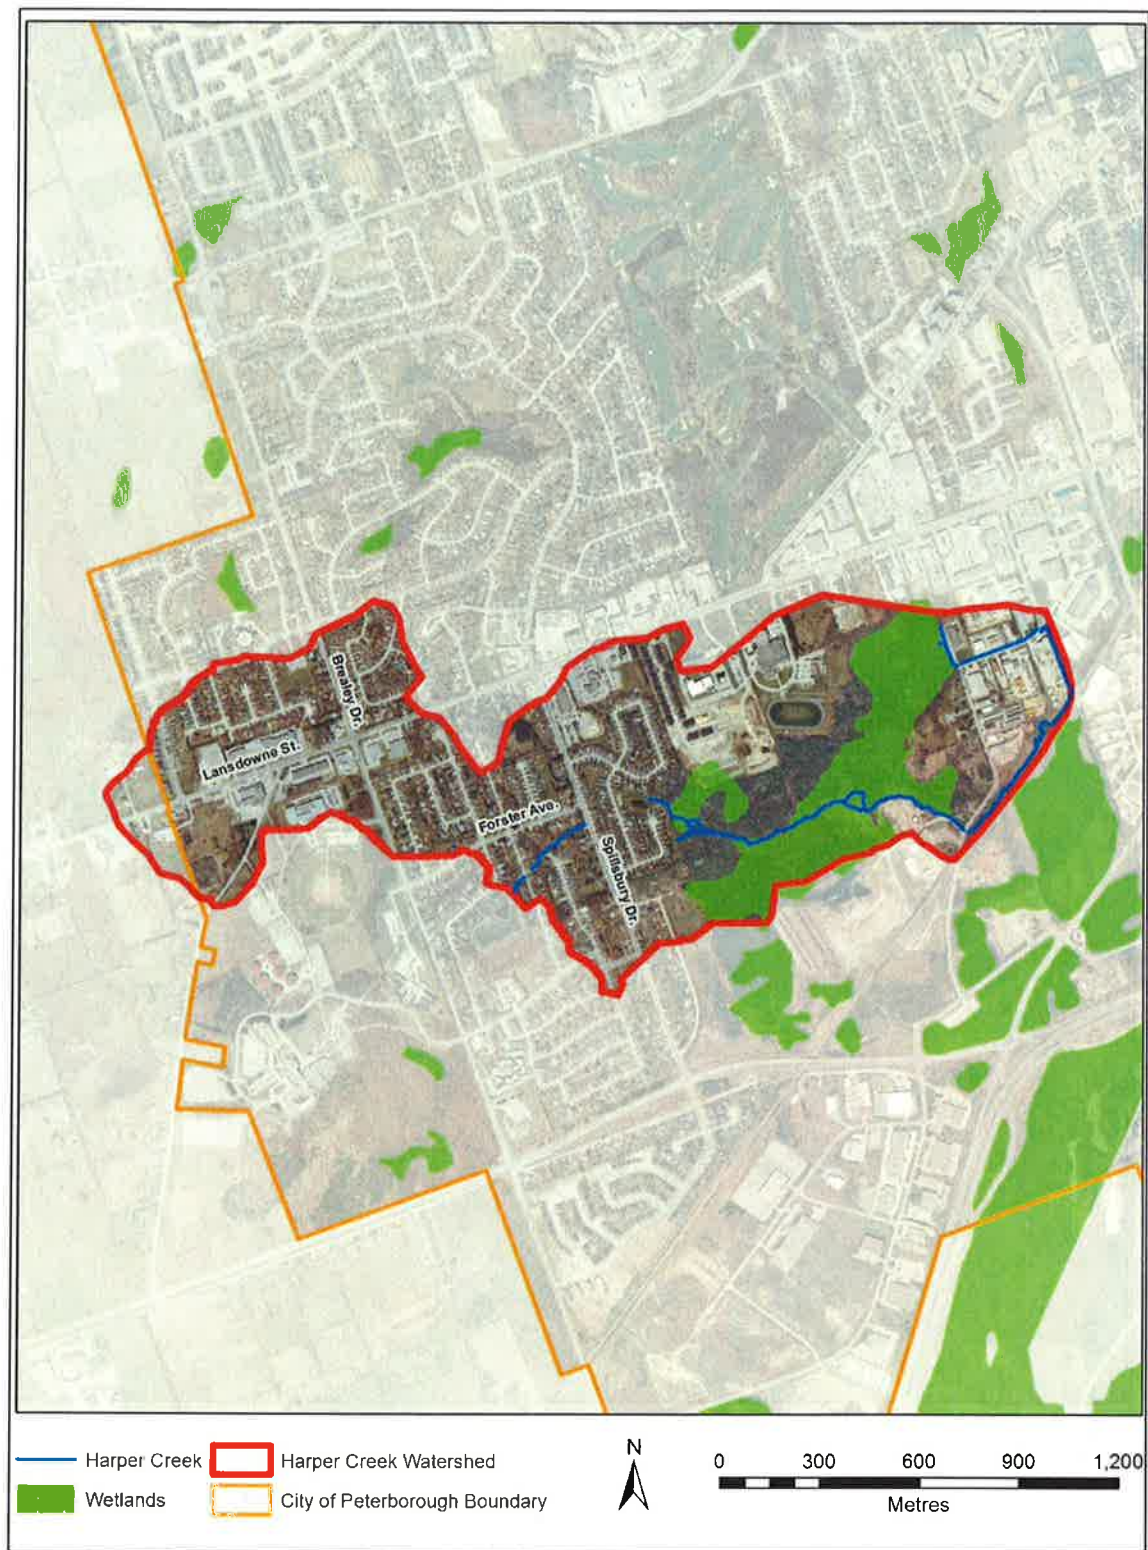 Brealey Dr.
Lansdowne St.
Forster Ave.
Spillsbury Dr.
Harper Creek
Harper Creek Watershed
Wetlands
City of Peterborough Boundary
N
0 300 600 900 1,200
Metres